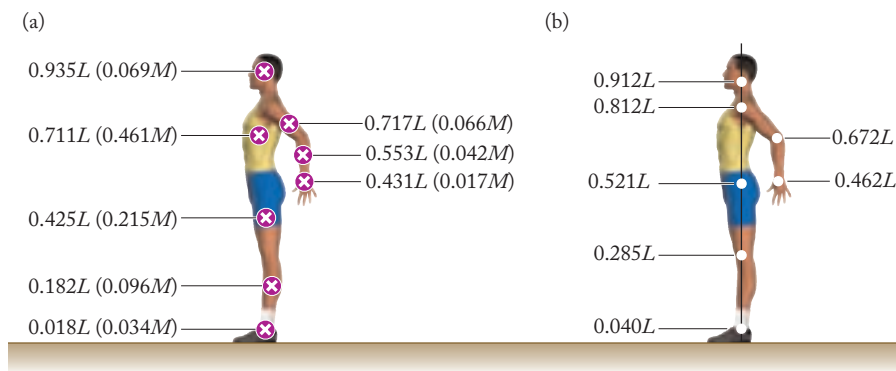 (a)
0.935L (0.069M)
0.711L (0.461M)
0.717L (0.066M)
0.553L (0.042M)
0.431L (0.017M)
0.425L (0.215M)
0.182L (0.096M)
0.018L (0.034M)
(b)
0.912L
0.812L
0.672L
0.521L
0.462L
0.285L
0.040L